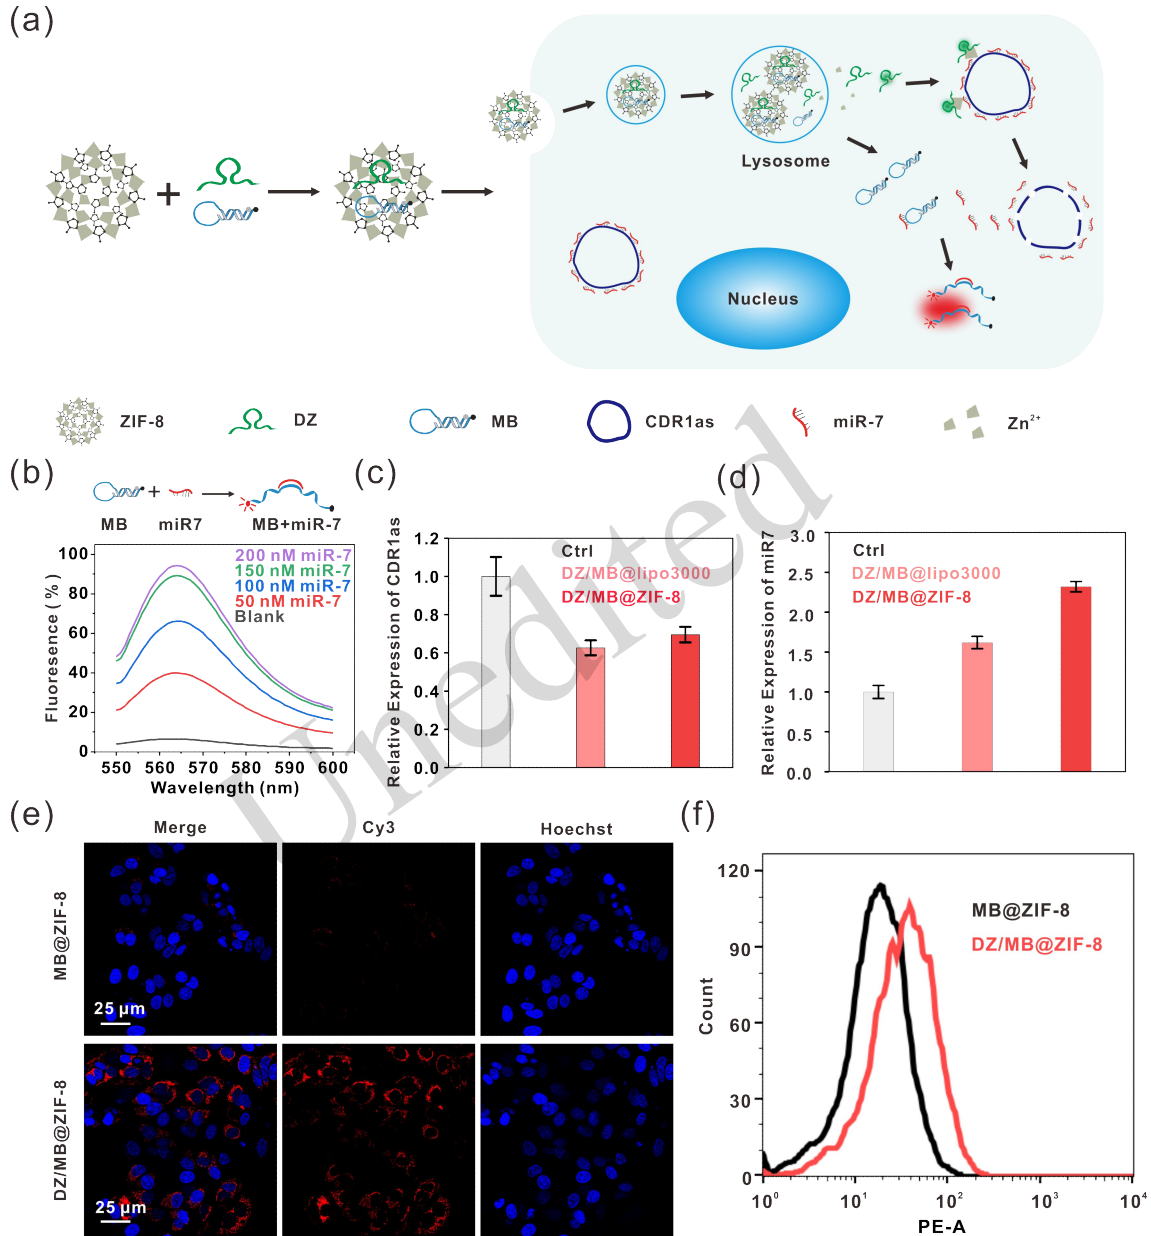 (a)
Lysosome
Nucleus
ZIF-8
DZ
MB
CDR1as
miR-7
Zn²⁺
(b)
MB + miR7 MB+miR-7
200 nM miR-7
150 nM miR-7
100 nM miR-7
50 nM miR-7
Blank
Fluoresence ( % )
100
80
60
40
20
0
550 560 570 580 590 600
Wavelength (nm)
(c)
Relative Expression of CDR1as
1.2
1.0
0.8
0.6
0.4
0.2
0.0
Ctrl
DZ/MB@lipo3000
DZ/MB@ZIF-8
(d)
Relative Expression of miR7
3.0
2.5
2.0
1.5
1.0
0.5
0.0
Ctrl
DZ/MB@lipo3000
DZ/MB@ZIF-8
Unedited
(e)
Merge Cy3 Hoechst
MB@ZIF-8
25 μm
DZ/MB@ZIF-8
25 μm
(f)
Count
120
90
60
30
0
MB@ZIF-8
DZ/MB@ZIF-8
10⁰ 10¹ 10² 10³ 10⁴
PE-A